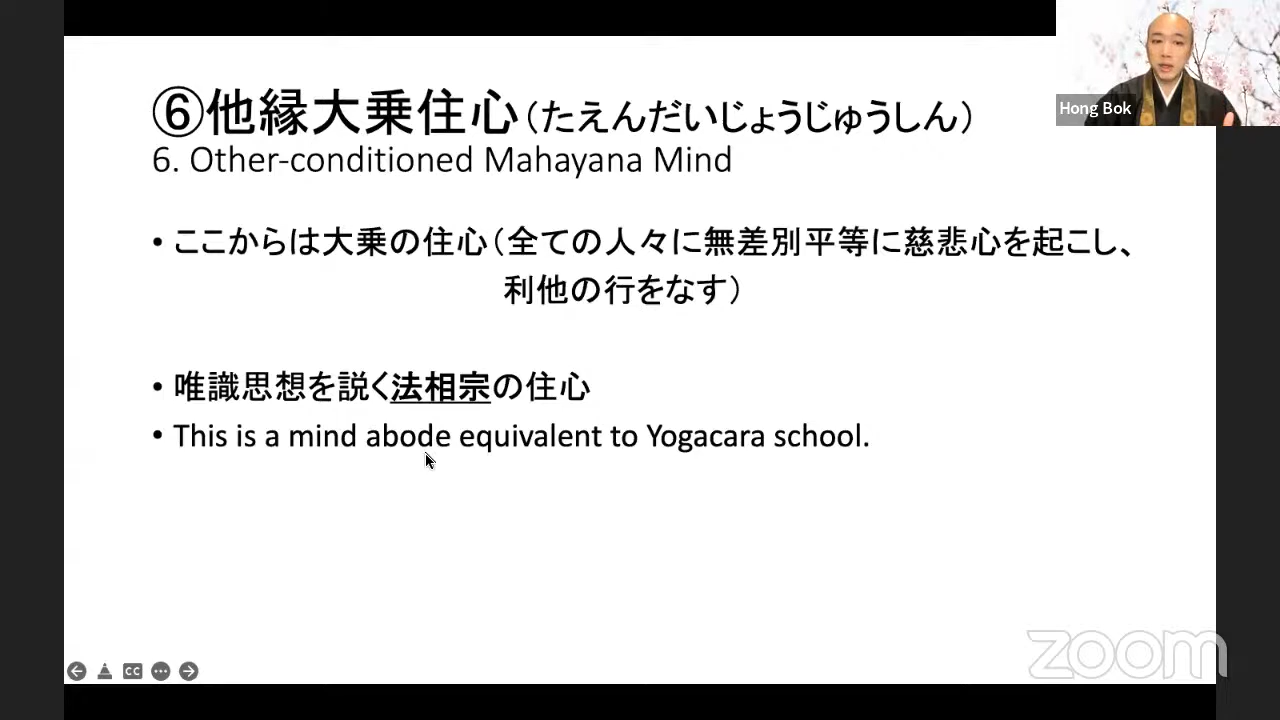 Hong Bok
⑥他縁大乗住心（たえんだいじょうじゅうしん）
6. Other-conditioned Mahayana Mind
• ここからは大乗の住心（全ての人々に無差別平等に慈悲心を起こし、
利他の行をなす）
• 唯識思想を説く法相宗の住心
• This is a mind abode equivalent to Yogacara school.
CC
zoom